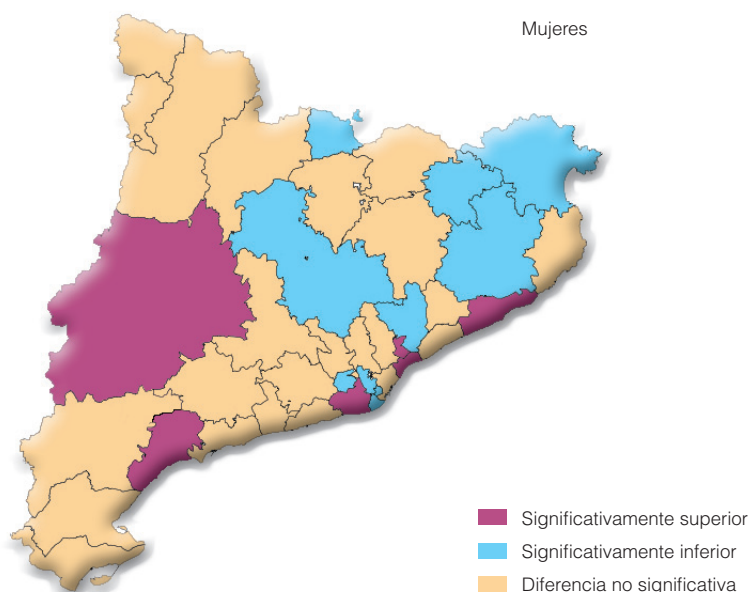 Mujeres
Significativamente superior
Significativamente inferior
Diferencia no significativa